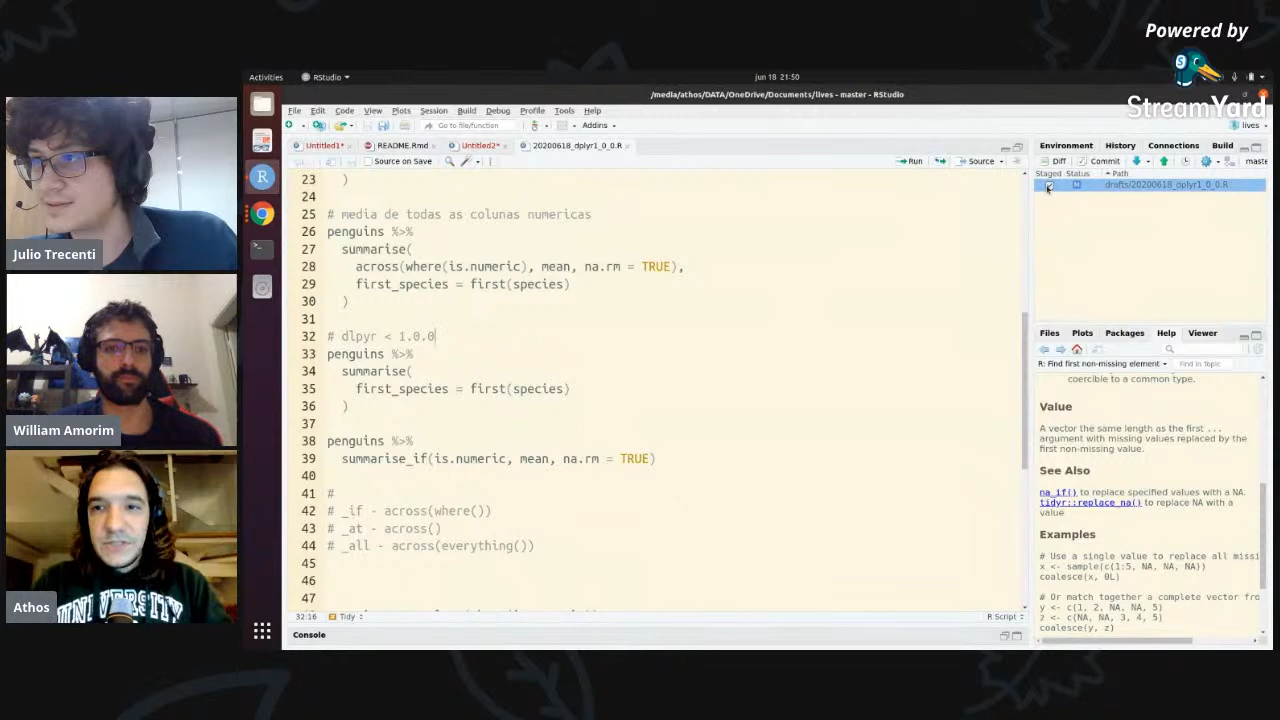 Powered by
StreamYard
Activities
RStudio
jun 18 21:50
/media/athos/DATA/OneDrive/Documents/lives - master - RStudio
File Edit Code Plots Session Build Debug Profile Tools Help
Go to file/function
Addins
lives
Untitled1*
README.Rmd
Untitled2*
20200618_dplyr1_0_0.R
Source on Save
Run
Source
23 )
24
25 # media de todas as colunas numericas
26 penguins %>%
27 summarise(
28 across(where(is.numeric), mean, na.rm = TRUE),
29 first_species = first(species)
30 )
31
32 # dlpyr < 1.0.0
33 penguins %>%
34 summarise(
35 first_species = first(species)
36 )
37
38 penguins %>%
39 summarise_if(is.numeric, mean, na.rm = TRUE)
40
41 #
42 # _if - across(where())
43 # _at - across()
44 # _all - across(everything())
45
46
32:16
Tidy
R Script
Console
Environment History Connections Build
Diff Commit
maste
Staged Status Path
drafts/20200618_dplyr1_0_0.R
Files Plots Packages Help Viewer
R: Find first non-missing element
Find in Topic
coercible to a common type.
Value
A vector the same length as the first ...
argument with missing values replaced by the
first non-missing value.
See Also
na_if() to replace specified values with a NA.
tidyr::replace_na() to replace NA with a
value
Examples
# Use a single value to replace all missi
x <- sample(c(1:5, NA, NA, NA))
coalesce(x, 0L)
# Or match together a complete vector fro
y <- c(1, 2, NA, NA, 5)
z <- c(NA, NA, 3, 4, 5)
coalesce(y, z)
Julio Trecenti
William Amorim
Athos
UNIVERSITY